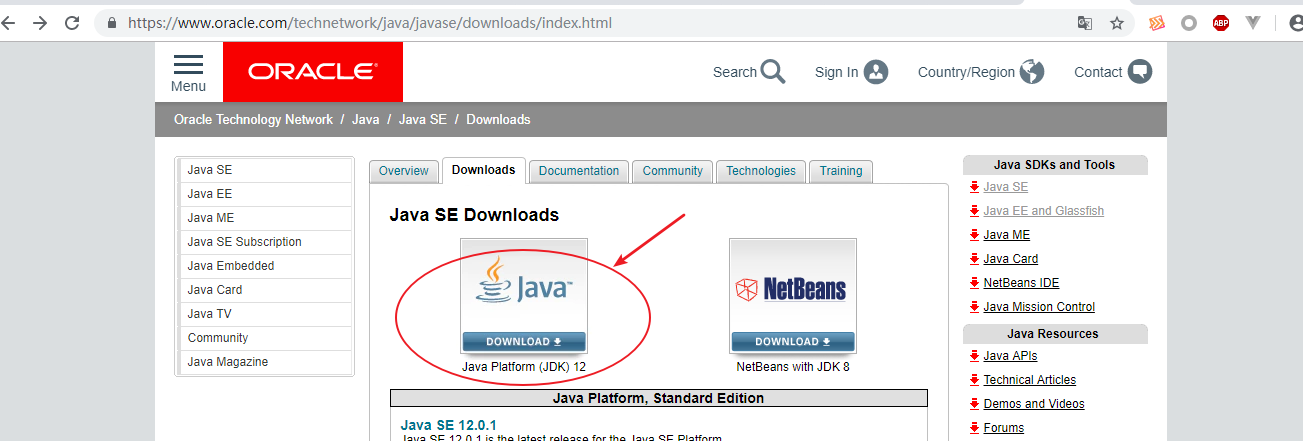 https://www.oracle.com/technetwork/java/javase/downloads/index.html
ABP
Menu
ORACLE
Search
Sign In
Country/Region
Contact
Oracle Technology Network / Java / Java SE / Downloads
Java SE
Java EE
Java ME
Java SE Subscription
Java Embedded
Java Card
Java TV
Community
Java Magazine
Overview
Downloads
Documentation
Community
Technologies
Training
Java SE Downloads
Java™
DOWNLOAD
Java Platform (JDK) 12
NetBeans
DOWNLOAD
NetBeans with JDK 8
Java Platform, Standard Edition
Java SE 12.0.1
Java SE 12.0.1 is the latest release for the Java SE Platform
Java SDKs and Tools
Java SE
Java EE and Glassfish
Java ME
Java Card
NetBeans IDE
Java Mission Control
Java Resources
Java APIs
Technical Articles
Demos and Videos
Forums